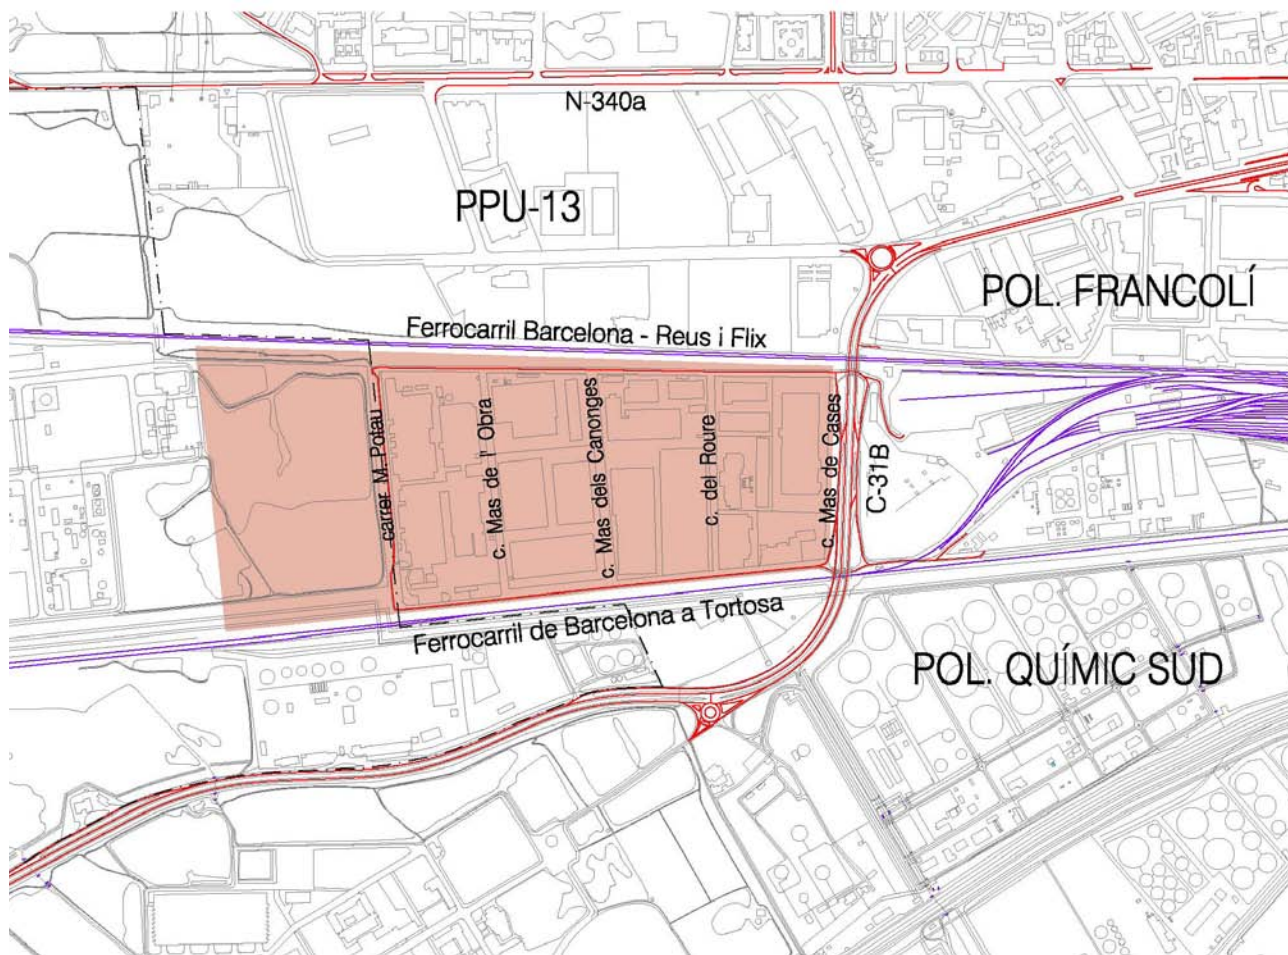 N-340a
PPU-13
POL. FRANCOLÍ
Ferrocarril Barcelona - Reus i Flix
carrer M. Potau
c. Mas de l' Obra
c. Mas dels Canonges
c. del Roure
c. Mas de Cases
C-31B
Ferrocarril de Barcelona a Tortosa
POL. QUÍMIC SUD